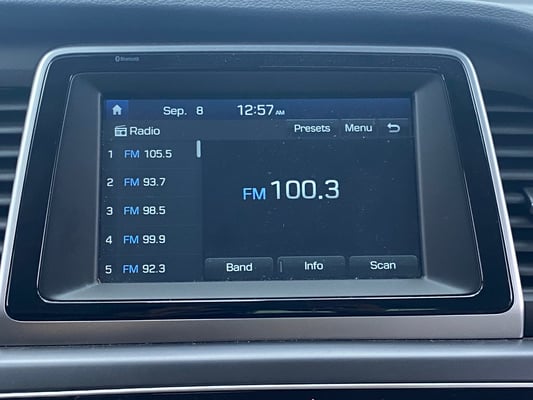 Bluetooth
Sep. 8 12:57 AM
Radio Presets Menu
1 FM 105.5
2 FM 93.7
3 FM 98.5
4 FM 99.9
5 FM 92.3
FM 100.3
Band Info Scan